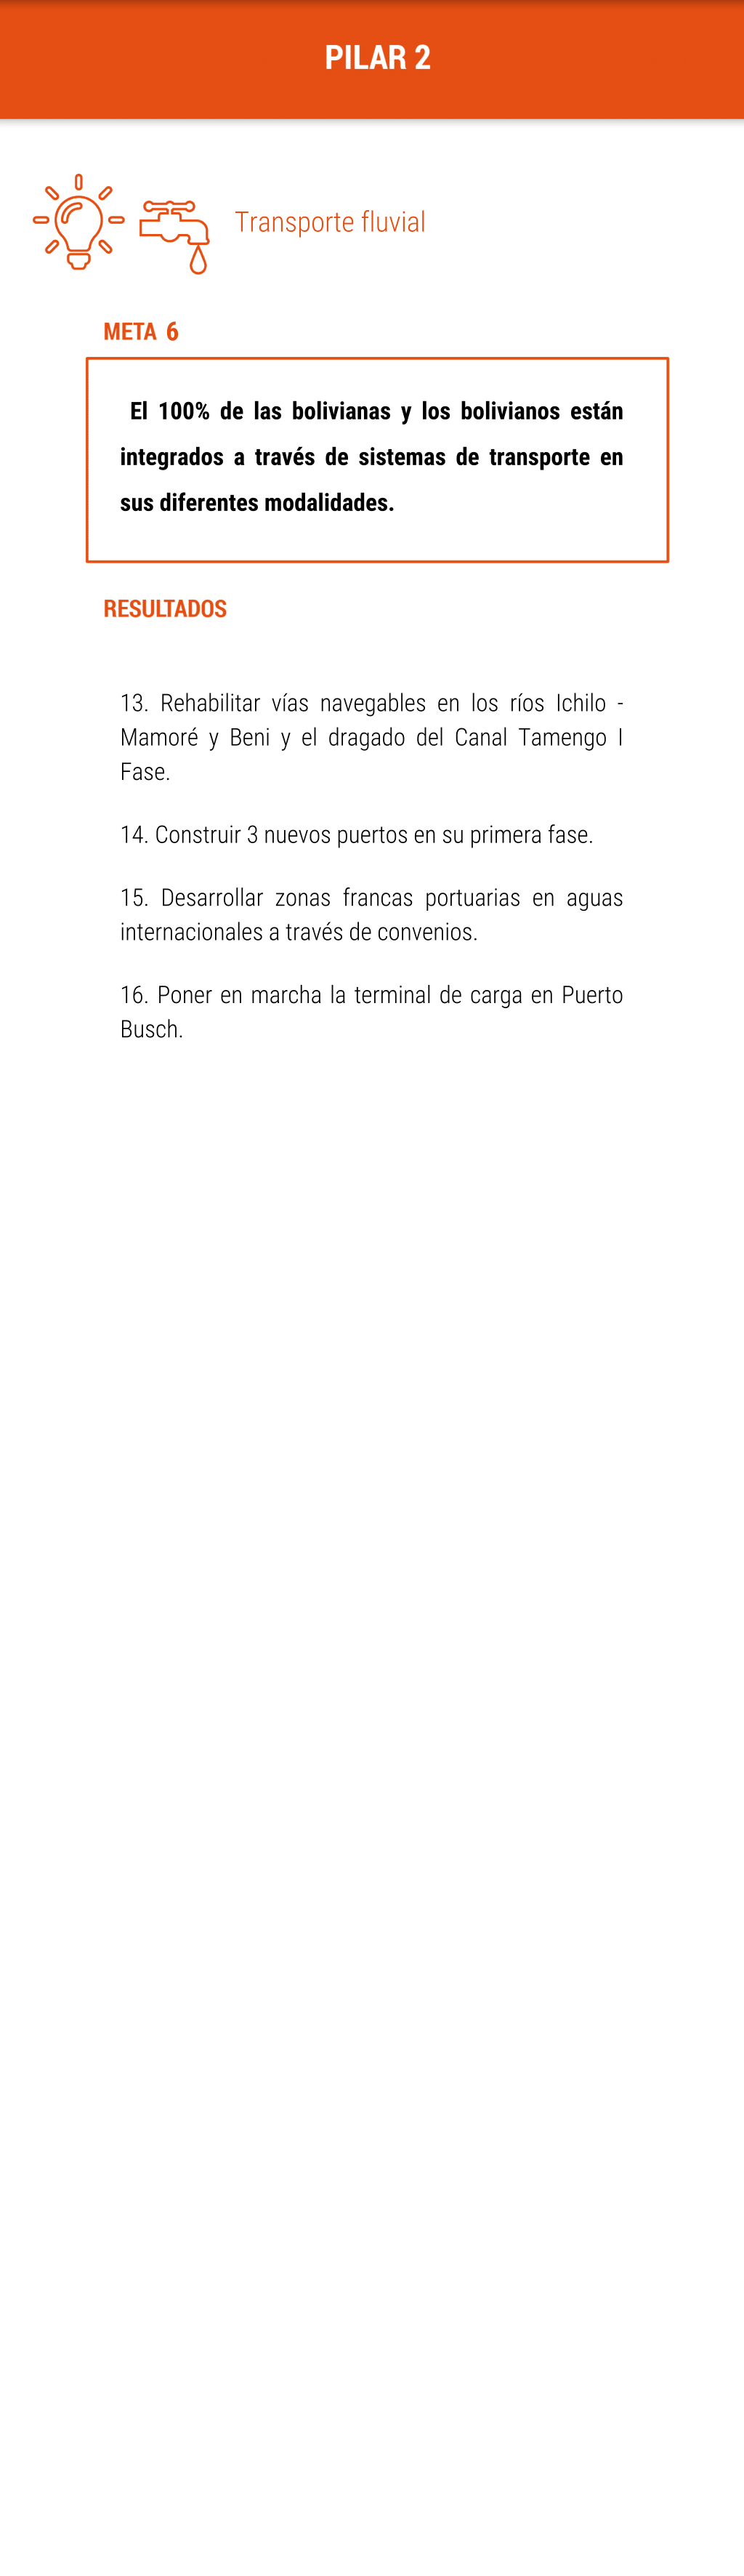 PILAR 2
Transporte fluvial
META 6
El 100% de las bolivianas y los bolivianos están
integrados a través de sistemas de transporte en
sus diferentes modalidades.
RESULTADOS
13. Rehabilitar vías navegables en los ríos Ichilo -
Mamoré y Beni y el dragado del Canal Tamengo I
Fase.
14. Construir 3 nuevos puertos en su primera fase.
15. Desarrollar zonas francas portuarias en aguas
internacionales a través de convenios.
16. Poner en marcha la terminal de carga en Puerto
Busch.